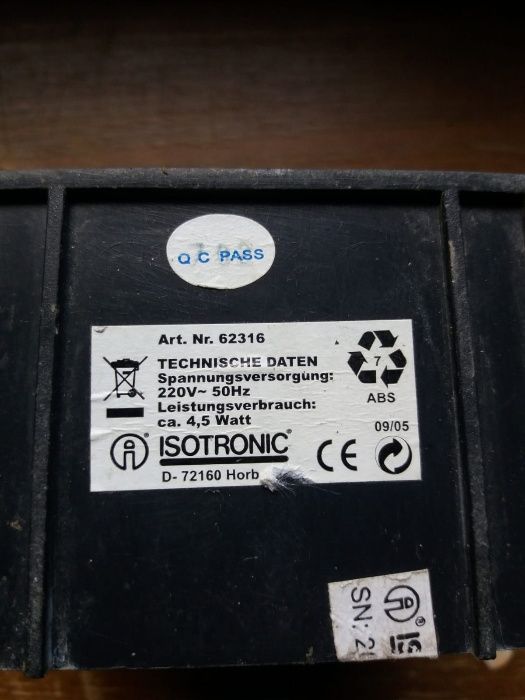 Q C PASS
Art. Nr. 62316
TECHNISCHE DATEN
Spannungsversorgung:
220V~ 50Hz
Leistungsverbrauch:
ca. 4,5 Watt
7
ABS
09/05
ISOTRONIC®
D- 72160 Horb
CE
SN: 2